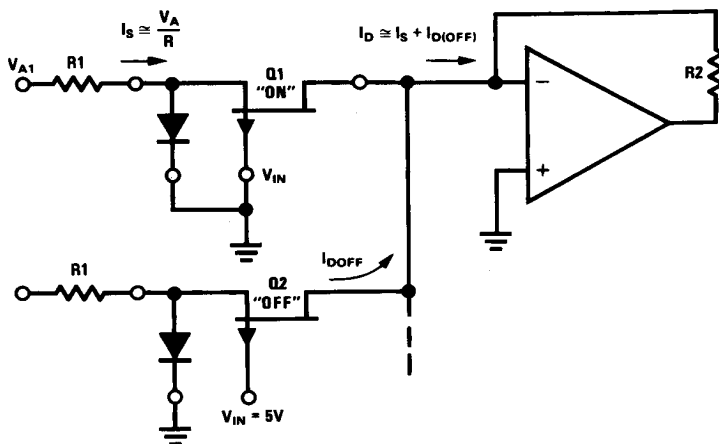 I_S ≅ V_A/R
I_D ≅ I_S + I_D(OFF)
V_A1
R1
Q1
"ON"
R2
−
+
V_IN
R1
Q2
"OFF"
I_DOFF
V_IN = 5V